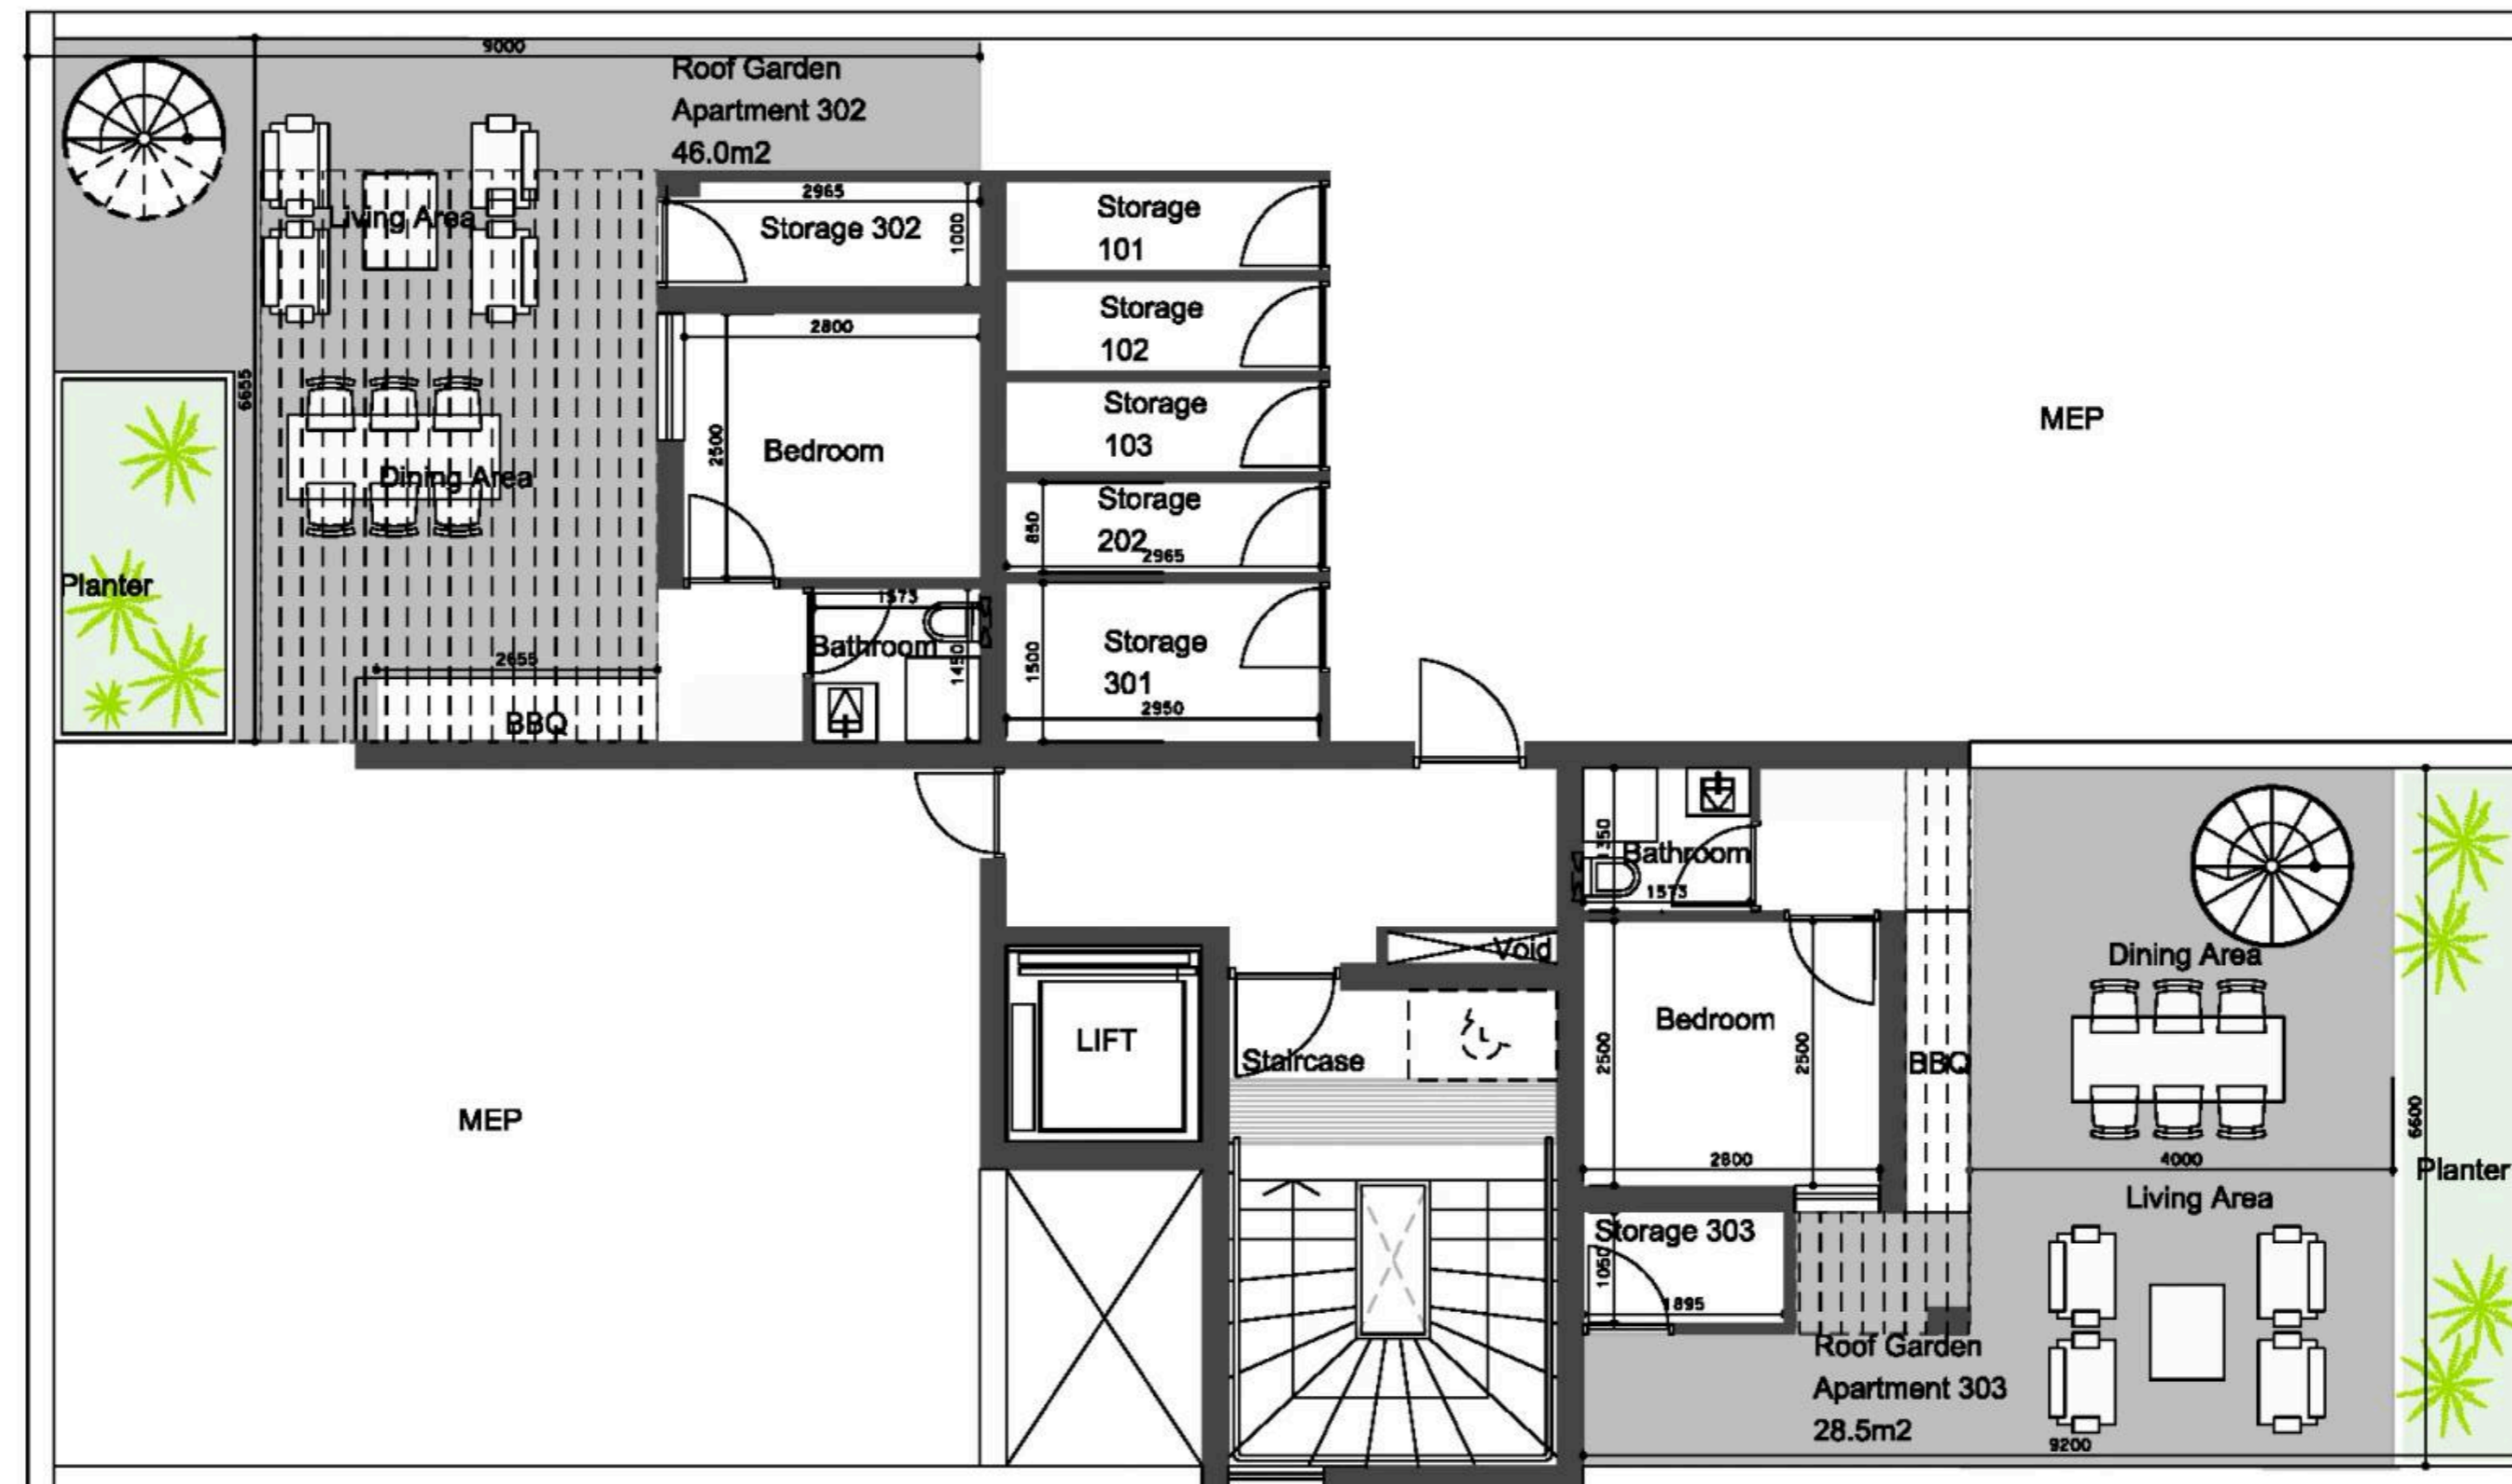 9000
Roof Garden
Apartment 302
46.0m2
2965
Storage 302
1000
Living Area
Storage
101
Storage
102
2800
2500
Bedroom
6655
Dining Area
Storage
103
Storage
202
850
2965
MEP
Planter
1573
Bathroom
1450
2655
BBQ
Storage
301
1500
2950
1350
Bathroom
1573
Void
LIFT
Staircase
L
MEP
Bedroom
2500
2500
2800
BBQ
Dining Area
4000
6600
Planter
Living Area
Storage 303
1050
1895
Roof Garden
Apartment 303
28.5m2
9200